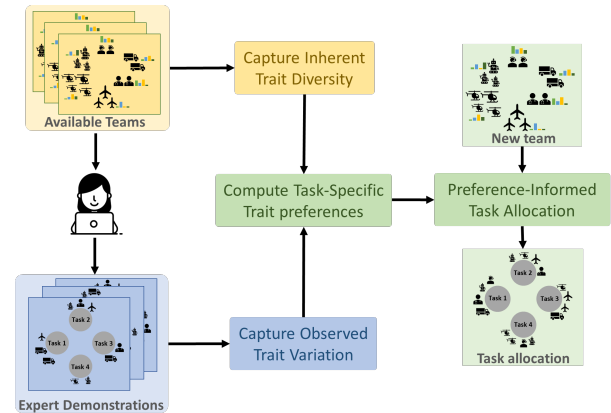 Available Teams
Capture Inherent
Trait Diversity
New team
Compute Task-Specific
Trait preferences
Preference-Informed
Task Allocation
Task 2
Task 1
Task 3
Task 4
Expert Demonstrations
Capture Observed
Trait Variation
Task 2
Task 1
Task 3
Task 4
Task allocation